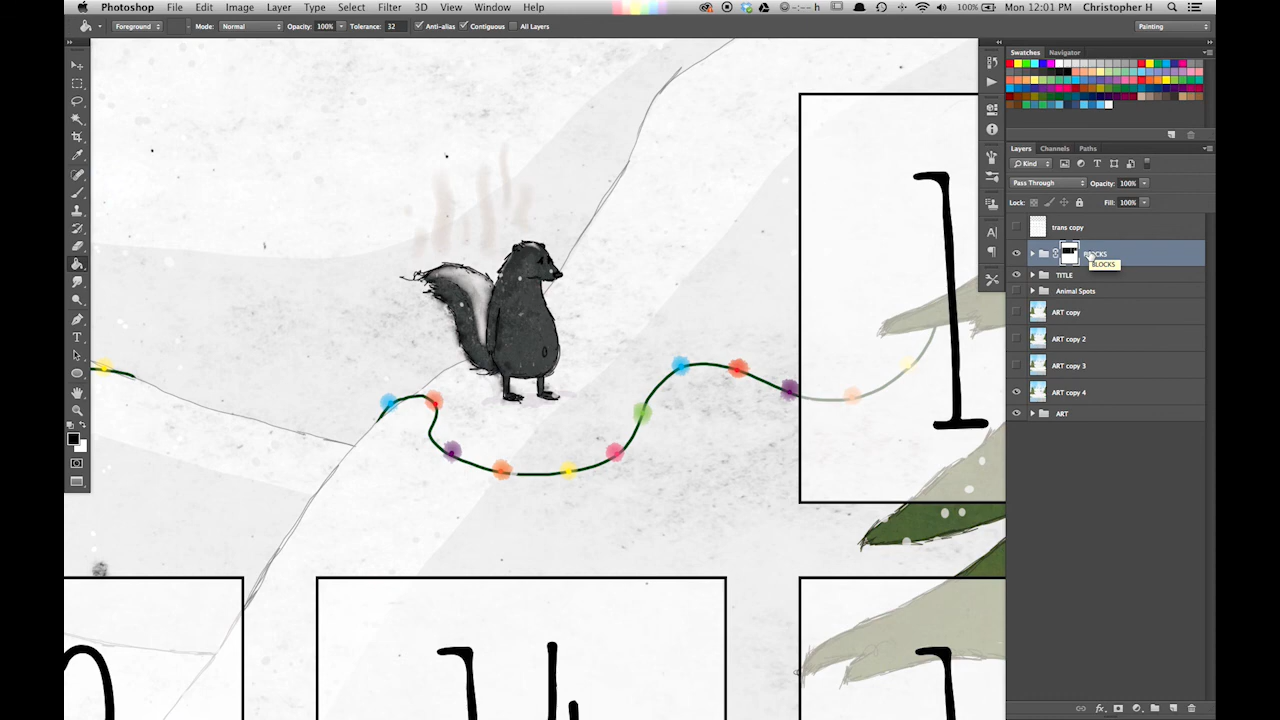 Photoshop File Edit Image Layer Type Select Filter 3D View Window Help --:-- h 100% Mon 12:01 PM Christopher H
Foreground Mode: Normal Opacity: 100% Tolerance: 32 Anti-alias Contiguous All Layers Painting
Swatches Navigator
Layers Channels Paths
Kind
Pass Through Opacity: 100%
Lock: Fill: 100%
trans copy
BLOCKS
BLOCKS
TITLE
Animal Spots
ART copy
ART copy 2
ART copy 3
ART copy 4
ART
1